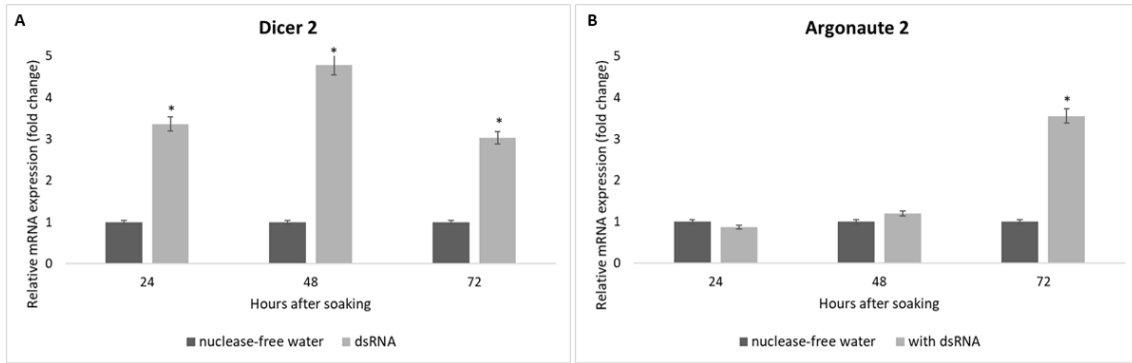 A
Dicer 2
Relative mRNA expression (fold change)
5
4
3
2
1
0
*
*
*
24
48
72
Hours after soaking
nuclease-free water
dsRNA
B
Argonaute 2
Relative mRNA expression (fold change)
5
4
3
2
1
0
*
24
48
72
Hours after soaking
nuclease-free water
with dsRNA